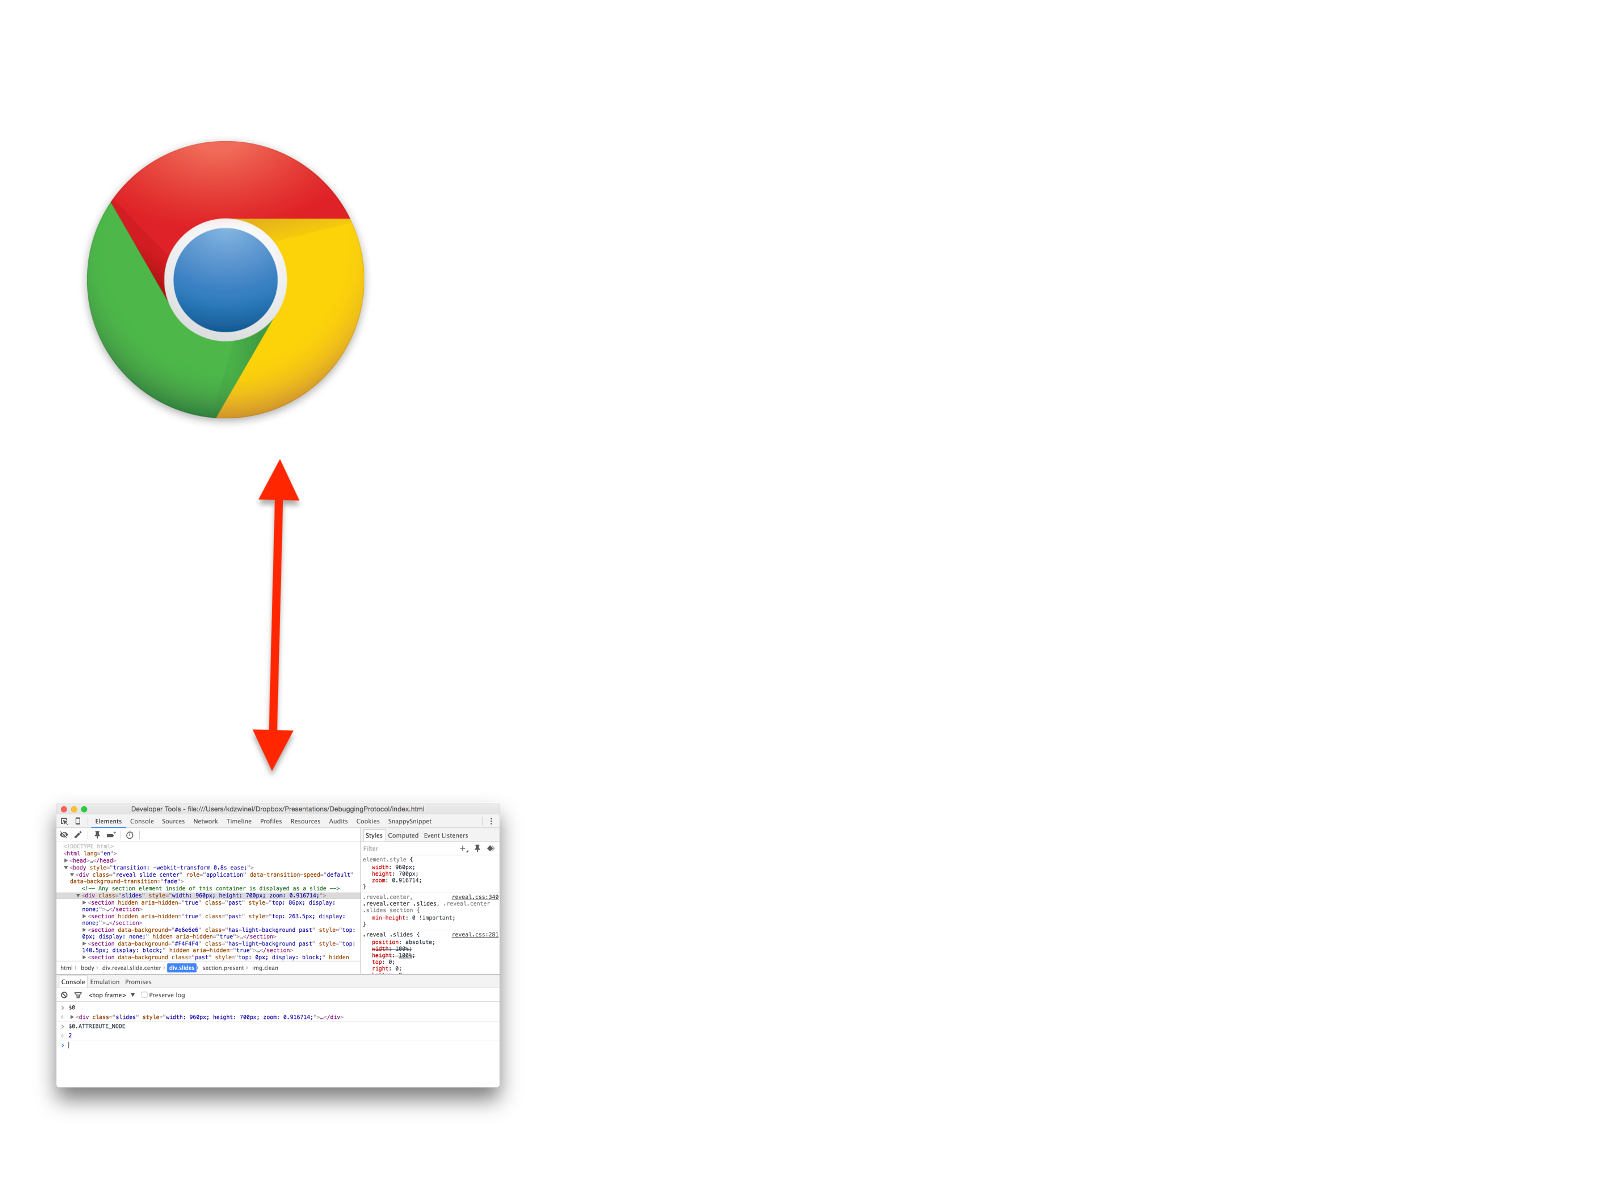 Developer Tools - file:///Users/kdzwinel/Dropbox/Presentations/DebuggingProtocol/index.html
Elements Console Sources Network Timeline Profiles Resources Audits Cookies SnappySnippet
<!DOCTYPE html>
<html lang="en">
<head>…</head>
<body style="transition: -webkit-transform 0.8s ease;">
<div class="reveal slide center" role="application" data-transition-speed="default"
data-background-transition="fade">
<!-- Any section element inside of this container is displayed as a slide -->
<div class="slides" style="width: 960px; height: 700px; zoom: 0.916714;">
<section hidden aria-hidden="true" class="past" style="top: 86px; display:
none;">…</section>
<section hidden aria-hidden="true" class="past" style="top: 263.5px; display:
none;">…</section>
<section data-background="#e6e6e6" class="has-light-background past" style="top:
0px; display: none;" hidden aria-hidden="true">…</section>
<section data-background="#F4F4F4" class="has-light-background past" style="top:
140.5px; display: block;" hidden aria-hidden="true">…</section>
<section data-background class="past" style="top: 0px; display: block;" hidden
html body div.reveal.slide.center div.slides section.present img.clean
Styles Computed Event Listeners
Filter
element.style {
width: 960px;
height: 700px;
zoom: 0.916714;
}
.reveal.center, reveal.css:340
.reveal.center .slides, .reveal.center
.slides section {
min-height: 0 !important;
}
.reveal .slides { reveal.css:281
position: absolute;
width: 100%;
height: 100%;
top: 0;
right: 0;
Console Emulation Promises
<top frame> ▼ Preserve log
> $0
< <div class="slides" style="width: 960px; height: 700px; zoom: 0.916714;">…</div>
> $0.ATTRIBUTE_NODE
< 2
>